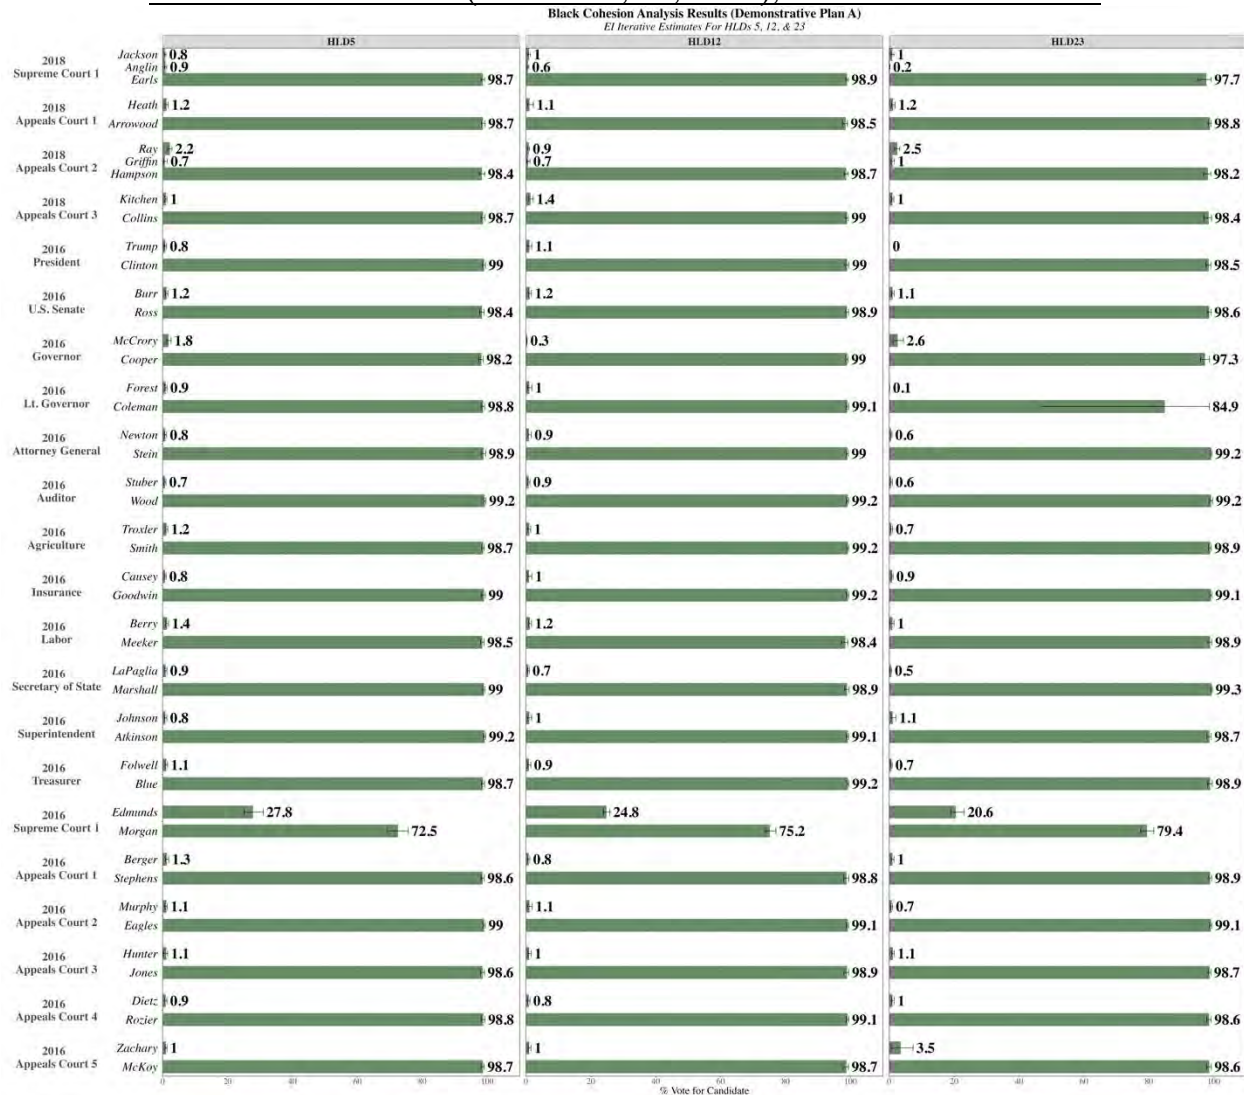 Black Cohesion Analysis Results (Demonstrative Plan A)
EI Iterative Estimates For HLDs 5, 12, & 23
HLD5 HLD12 HLD23
2018 Supreme Court 1
Jackson 0.8 1 1
Anglin 0.9 0.6 0.2
Earls 98.7 98.9 97.7
2018 Appeals Court 1
Heath 1.2 1.1 1.2
Arrowood 98.7 98.5 98.8
2018 Appeals Court 2
Ray 2.2 0.9 2.5
Griffin 0.7 0.7 1
Hampson 98.4 98.7 98.2
2018 Appeals Court 3
Kitchen 1 1.4 1
Collins 98.7 99 98.4
2016 President
Trump 0.8 1.1 0
Clinton 99 99 98.5
2016 U.S. Senate
Burr 1.2 1.2 1.1
Ross 98.4 98.9 98.6
2016 Governor
McCrory 1.8 0.3 2.6
Cooper 98.2 99 97.3
2016 Lt. Governor
Forest 0.9 1 0.1
Coleman 98.8 99.1 84.9
2016 Attorney General
Newton 0.8 0.9 0.6
Stein 98.9 99 99.2
2016 Auditor
Stuber 0.7 0.9 0.6
Wood 99.2 99.2 99.2
2016 Agriculture
Troxler 1.2 1 0.7
Smith 98.7 99.2 98.9
2016 Insurance
Causey 0.8 1 0.9
Goodwin 99 99.2 99.1
2016 Labor
Berry 1.4 1.2 1
Meeker 98.5 98.4 98.9
2016 Secretary of State
LaPaglia 0.9 0.7 0.5
Marshall 99 98.9 99.3
2016 Superintendent
Johnson 0.8 1 1.1
Atkinson 99.2 99.1 98.7
2016 Treasurer
Folwell 1.1 0.9 0.7
Blue 98.7 99.2 98.9
2016 Supreme Court 1
Edmunds 27.8 24.8 20.6
Morgan 72.5 75.2 79.4
2016 Appeals Court 1
Berger 1.3 0.8 1
Stephens 98.6 98.8 98.9
2016 Appeals Court 2
Murphy 1.1 1.1 0.7
Eagles 99 99.1 99.1
2016 Appeals Court 3
Hunter 1.1 1 1.1
Jones 98.6 98.9 98.7
2016 Appeals Court 4
Dietz 0.9 0.8 1
Rozier 98.8 99.1 98.6
2016 Appeals Court 5
Zachary 1 1 3.5
McKoy 98.7 98.7 98.6
0 20 40 60 80 100 0 20 40 60 80 100 0 20 40 60 80 100
% Vote for Candidate